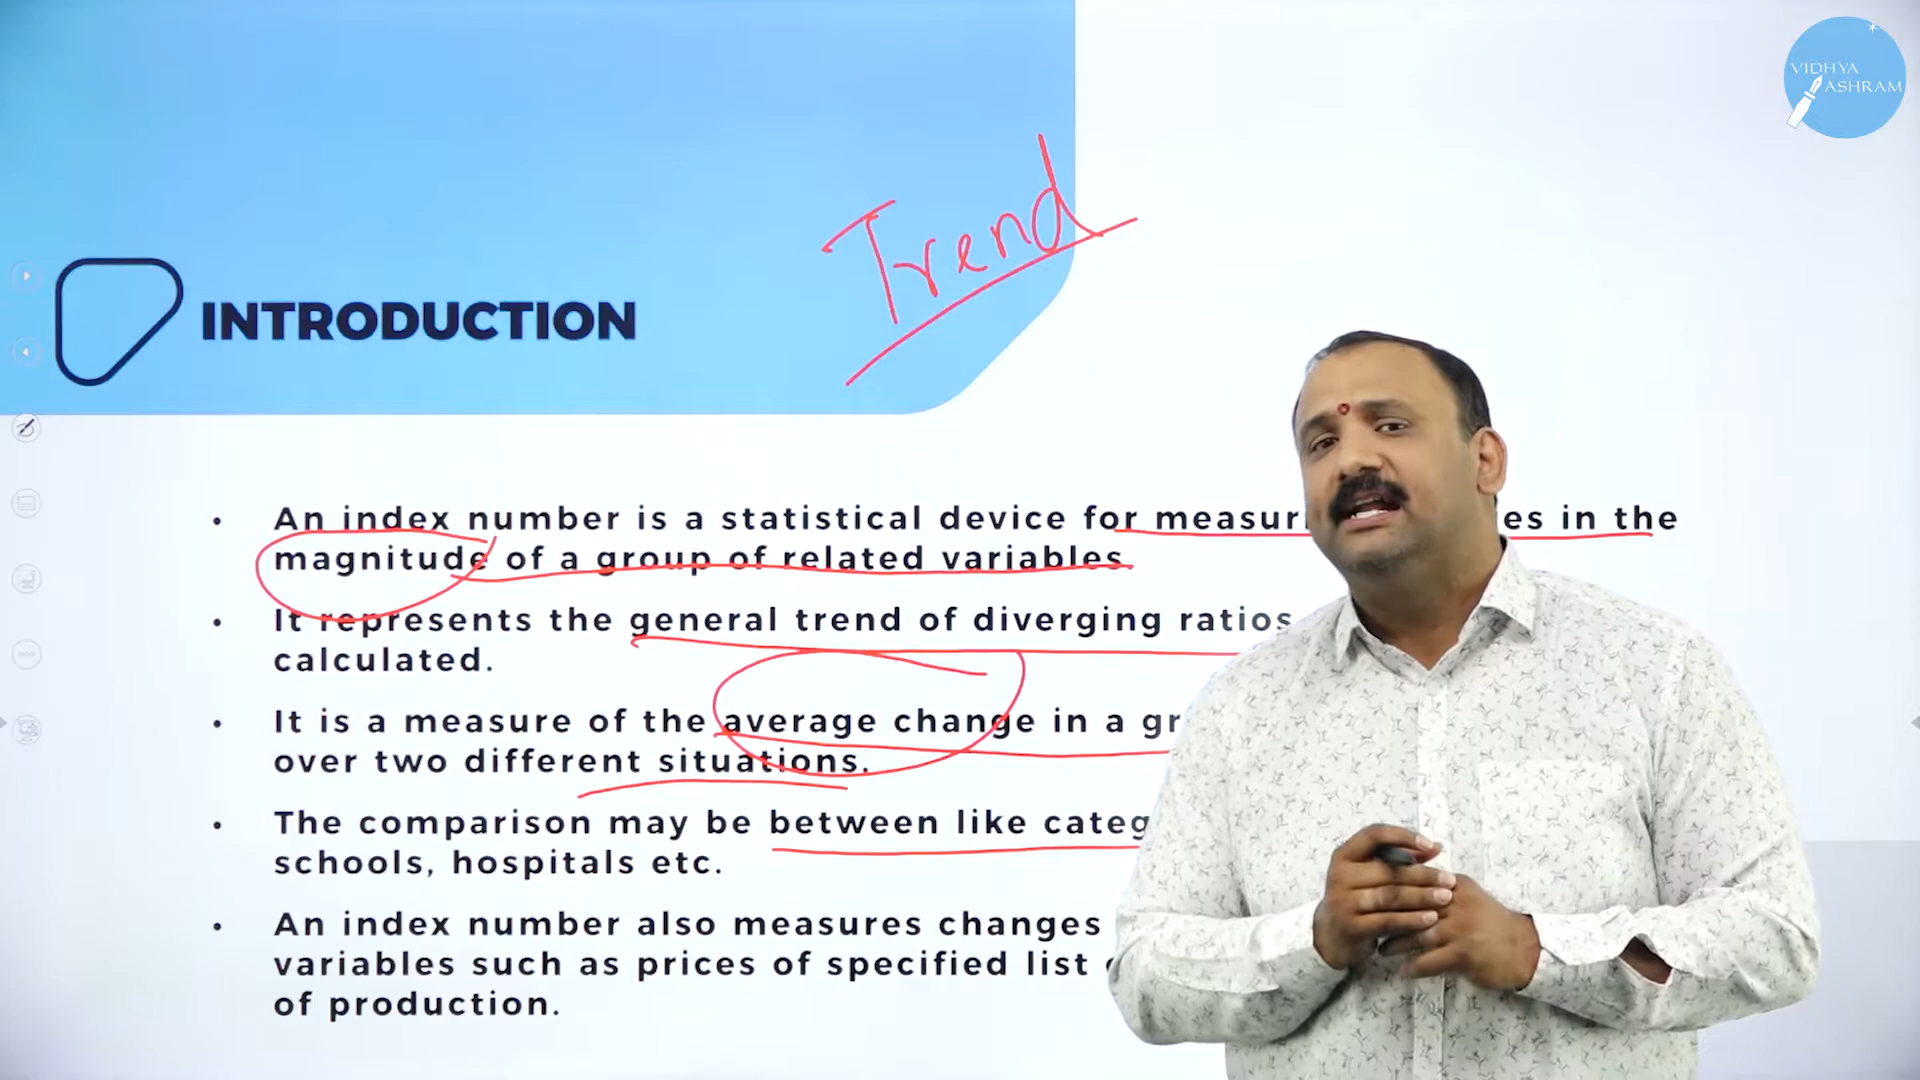 VIDHYA
ASHRAM
Trend
INTRODUCTION
• An index number is a statistical device for measuri es in the
magnitude of a group of related variables.
• It represents the general trend of diverging ratios
calculated.
• It is a measure of the average change in a gr
over two different situations.
• The comparison may be between like categ
schools, hospitals etc.
• An index number also measures changes
variables such as prices of specified list
of production.